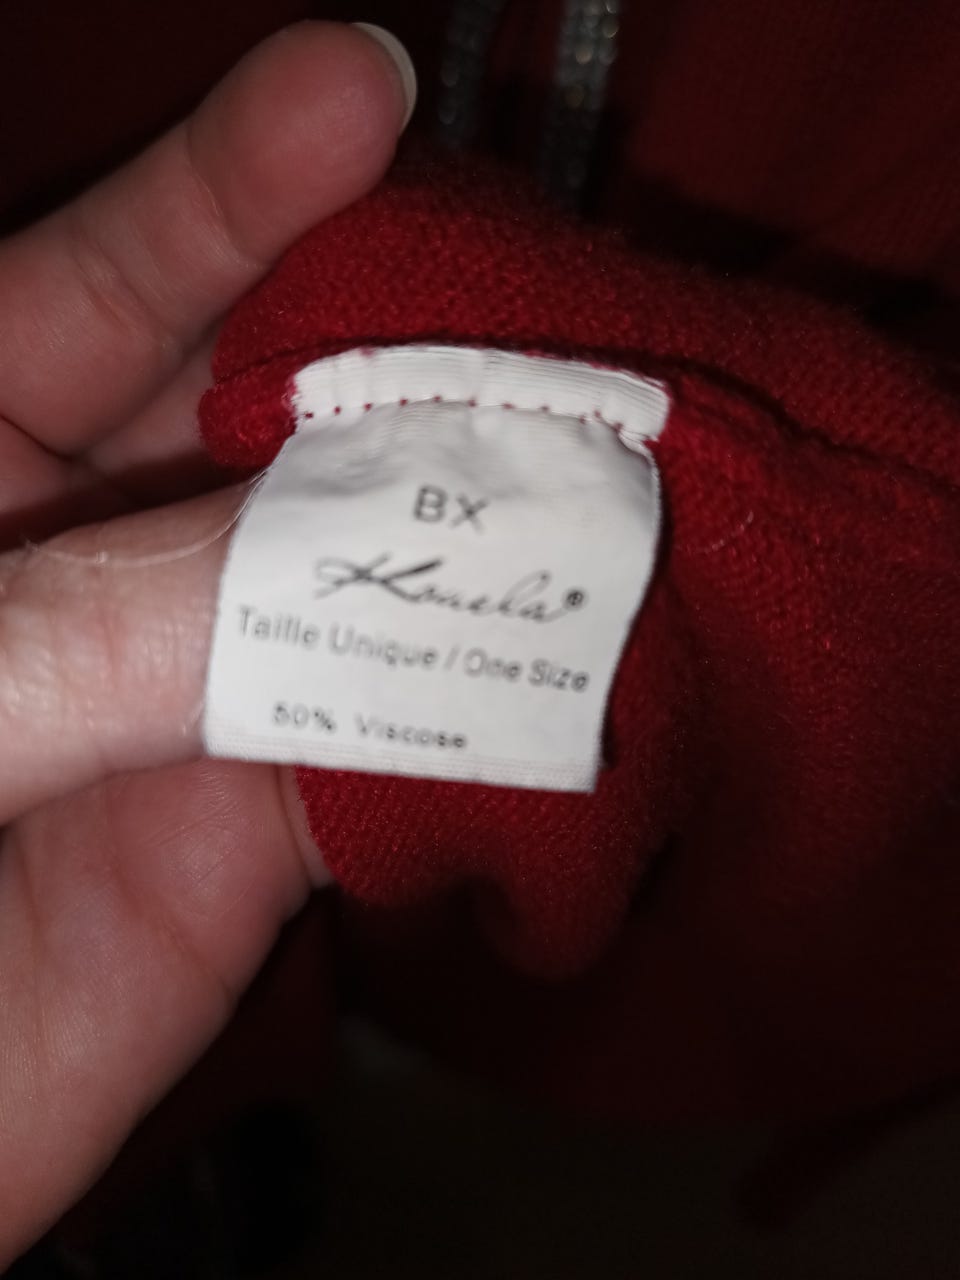 BX
Taille Unique / One Size
50% Viscose